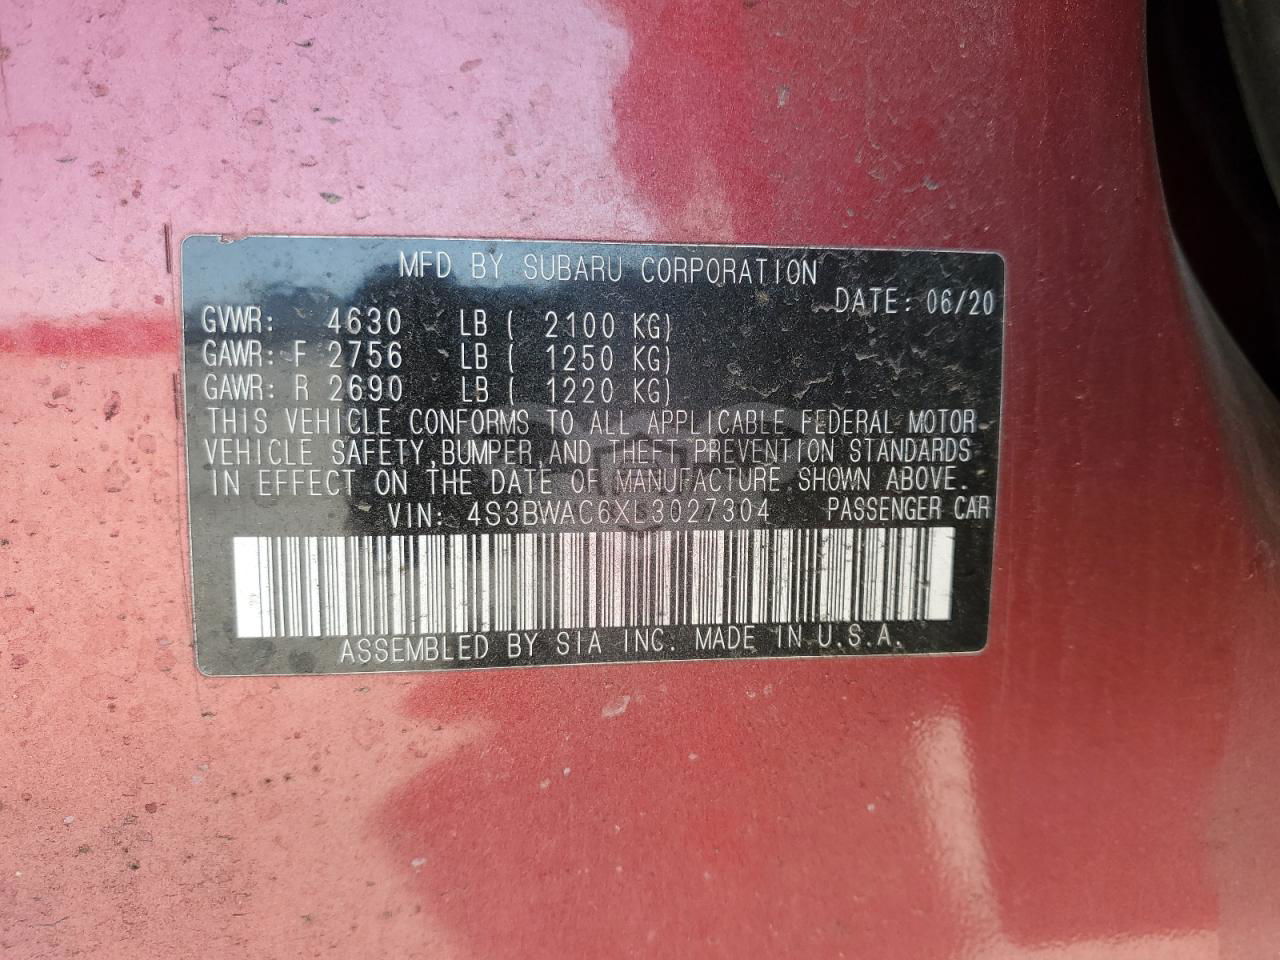 MFD BY SUBARU CORPORATION
DATE: 06/20
GVWR: 4630 LB ( 2100 KG)
GAWR: F 2756 LB ( 1250 KG)
GAWR: R 2690 LB ( 1220 KG)
THIS VEHICLE CONFORMS TO ALL APPLICABLE FEDERAL MOTOR
VEHICLE SAFETY, BUMPER, AND THEFT PREVENTION STANDARDS
IN EFFECT ON THE DATE OF MANUFACTURE SHOWN ABOVE.
VIN: 4S3BWAC6XL3027304 PASSENGER CAR
ASSEMBLED BY SIA INC. MADE IN U.S.A.